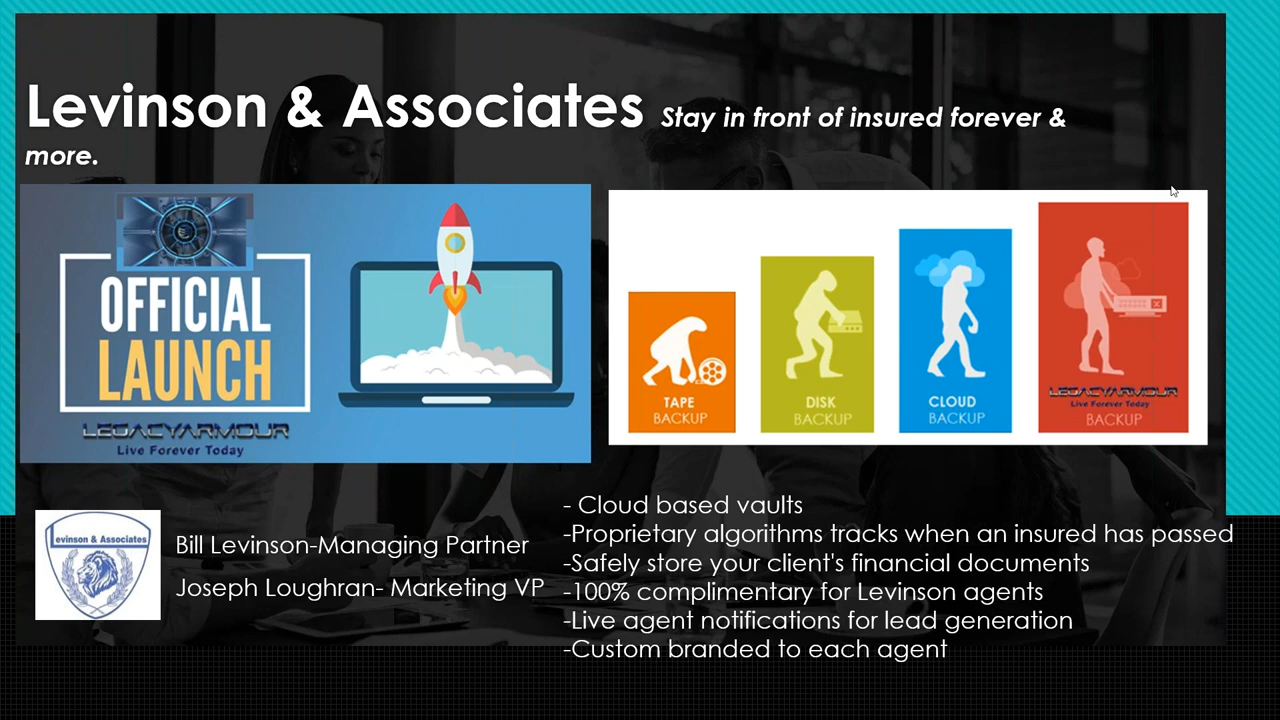 Levinson & Associates Stay in front of insured forever &
more.
OFFICIAL
LAUNCH
LEGACYARMOUR
Live Forever Today
TAPE
BACKUP
DISK
BACKUP
CLOUD
BACKUP
LEGACYARMOUR
Live Forever Today
BACKUP
Levinson & Associates
Bill Levinson-Managing Partner
Joseph Loughran- Marketing VP
- Cloud based vaults
-Proprietary algorithms tracks when an insured has passed
-Safely store your client's financial documents
-100% complimentary for Levinson agents
-Live agent notifications for lead generation
-Custom branded to each agent